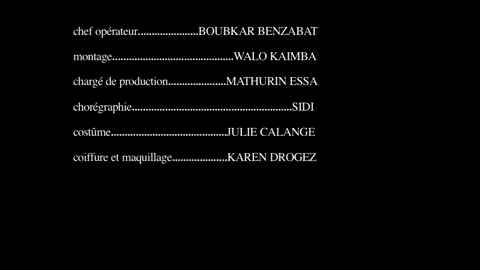 chef opérateur.....................BOUBKAR BENZABAT
montage...........................................WALO KAIMBA
chargé de production....................MATHURIN ESSA
chorégraphie.........................................................SIDI
costûme.........................................JULIE CALANGE
coiffure et maquillage....................KAREN DROGEZ